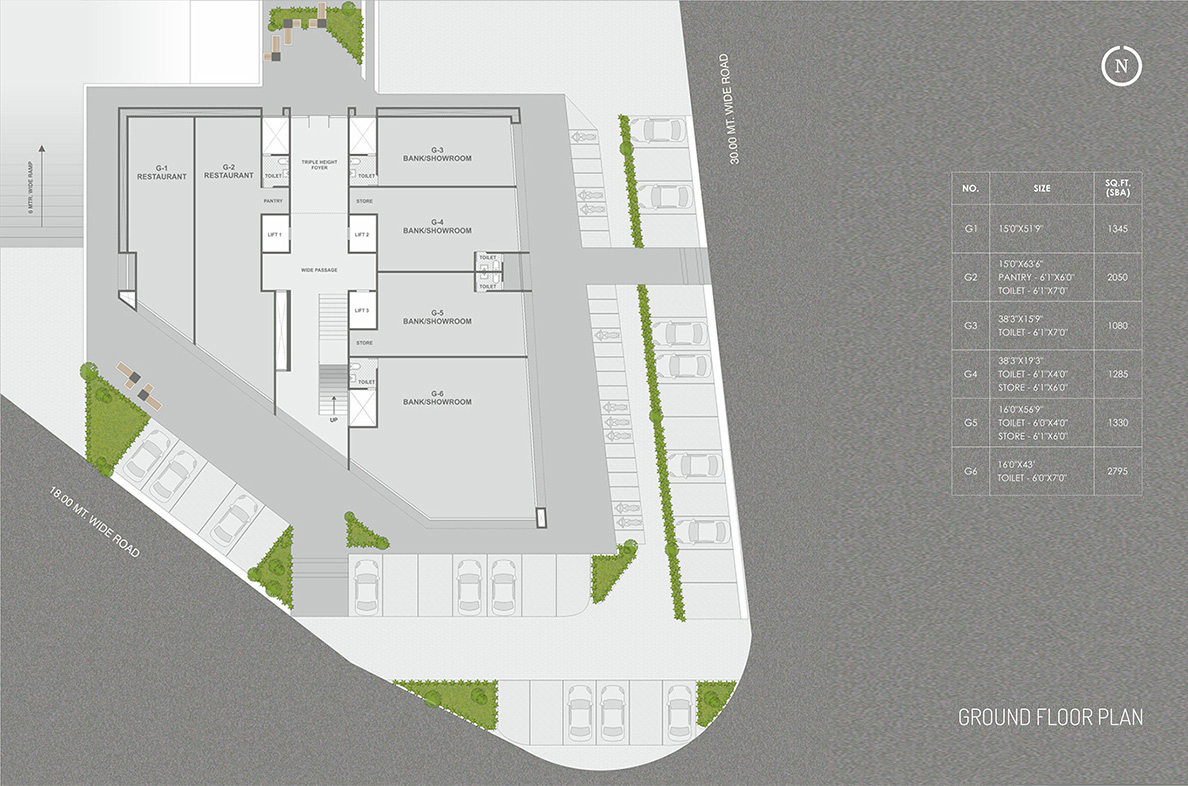 N
30.00 MT. WIDE ROAD
6 MTR. WIDE RAMP
G-1
RESTAURANT
G-2
RESTAURANT
TOILET
TRIPLE HEIGHT
FOYER
TOILET
G-3
BANK/SHOWROOM
PANTRY
STORE
LIFT 1
LIFT 2
G-4
BANK/SHOWROOM
WIDE PASSAGE
TOILET
TOILET
LIFT 3
G-5
BANK/SHOWROOM
STORE
TOILET
G-6
BANK/SHOWROOM
UP
18.00 MT. WIDE ROAD
NO. SIZE SQ.FT.
(SBA)
G1 15'0"X51'9" 1345
G2 15'0"X63'6" 2050
PANTRY - 6'1"X6'0"
TOILET - 6'1"X7'0"
G3 38'3"X15'9" 1080
TOILET - 6'1"X7'0"
G4 38'3"X19'3" 1285
TOILET - 6'1"X4'0"
STORE - 6'1"X6'0"
G5 16'0"X56'9" 1330
TOILET - 6'0"X4'0"
STORE - 6'1"X6'0"
G6 16'0"X43' 2795
TOILET - 6'0"X7'0"
GROUND FLOOR PLAN